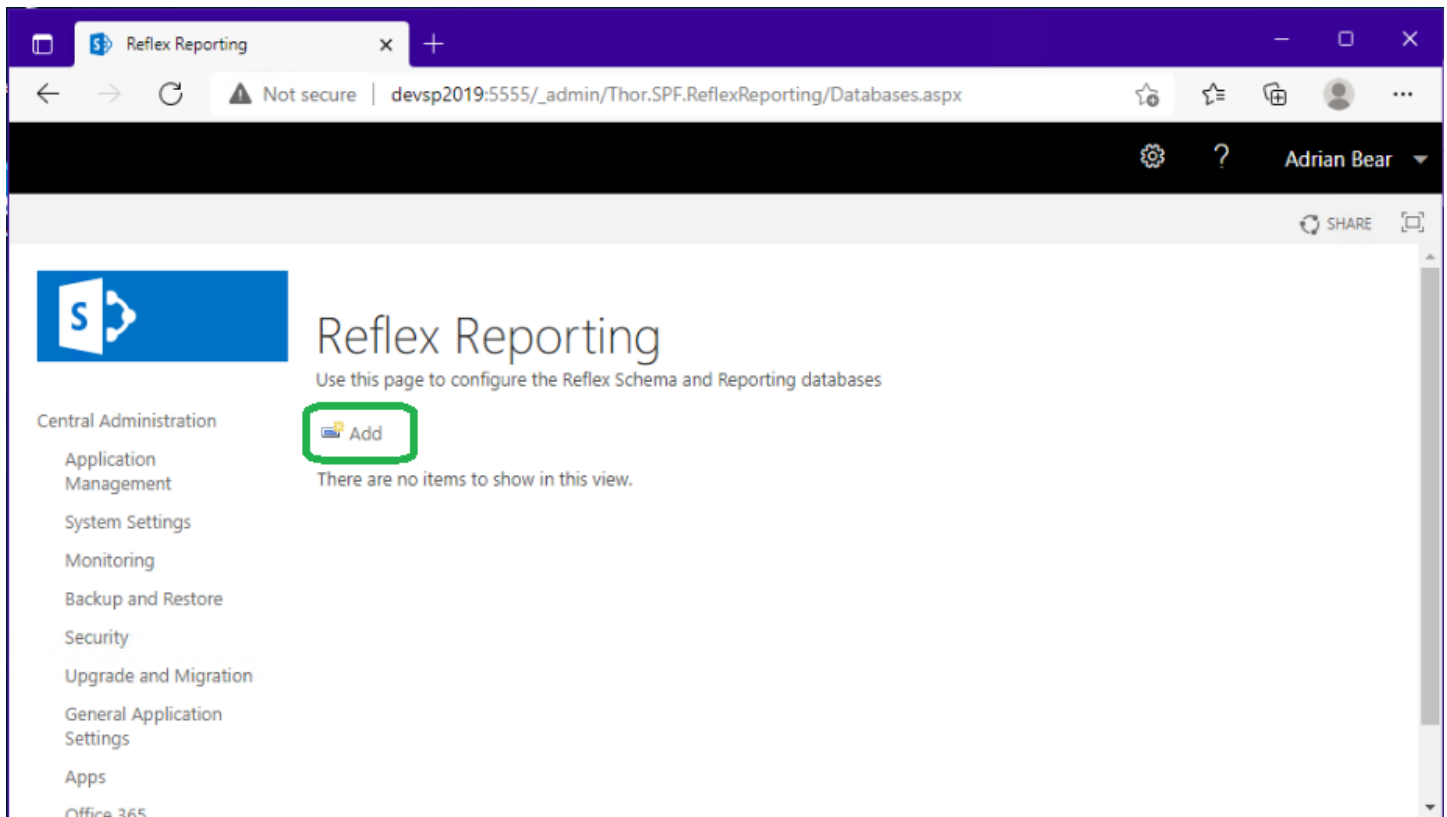 Reflex Reporting
Not secure | devsp2019:5555/_admin/Thor.SPF.ReflexReporting/Databases.aspx
? Adrian Bear
SHARE
S
Reflex Reporting
Use this page to configure the Reflex Schema and Reporting databases
Add
There are no items to show in this view.
Central Administration
Application
Management
System Settings
Monitoring
Backup and Restore
Security
Upgrade and Migration
General Application
Settings
Apps
Office 365